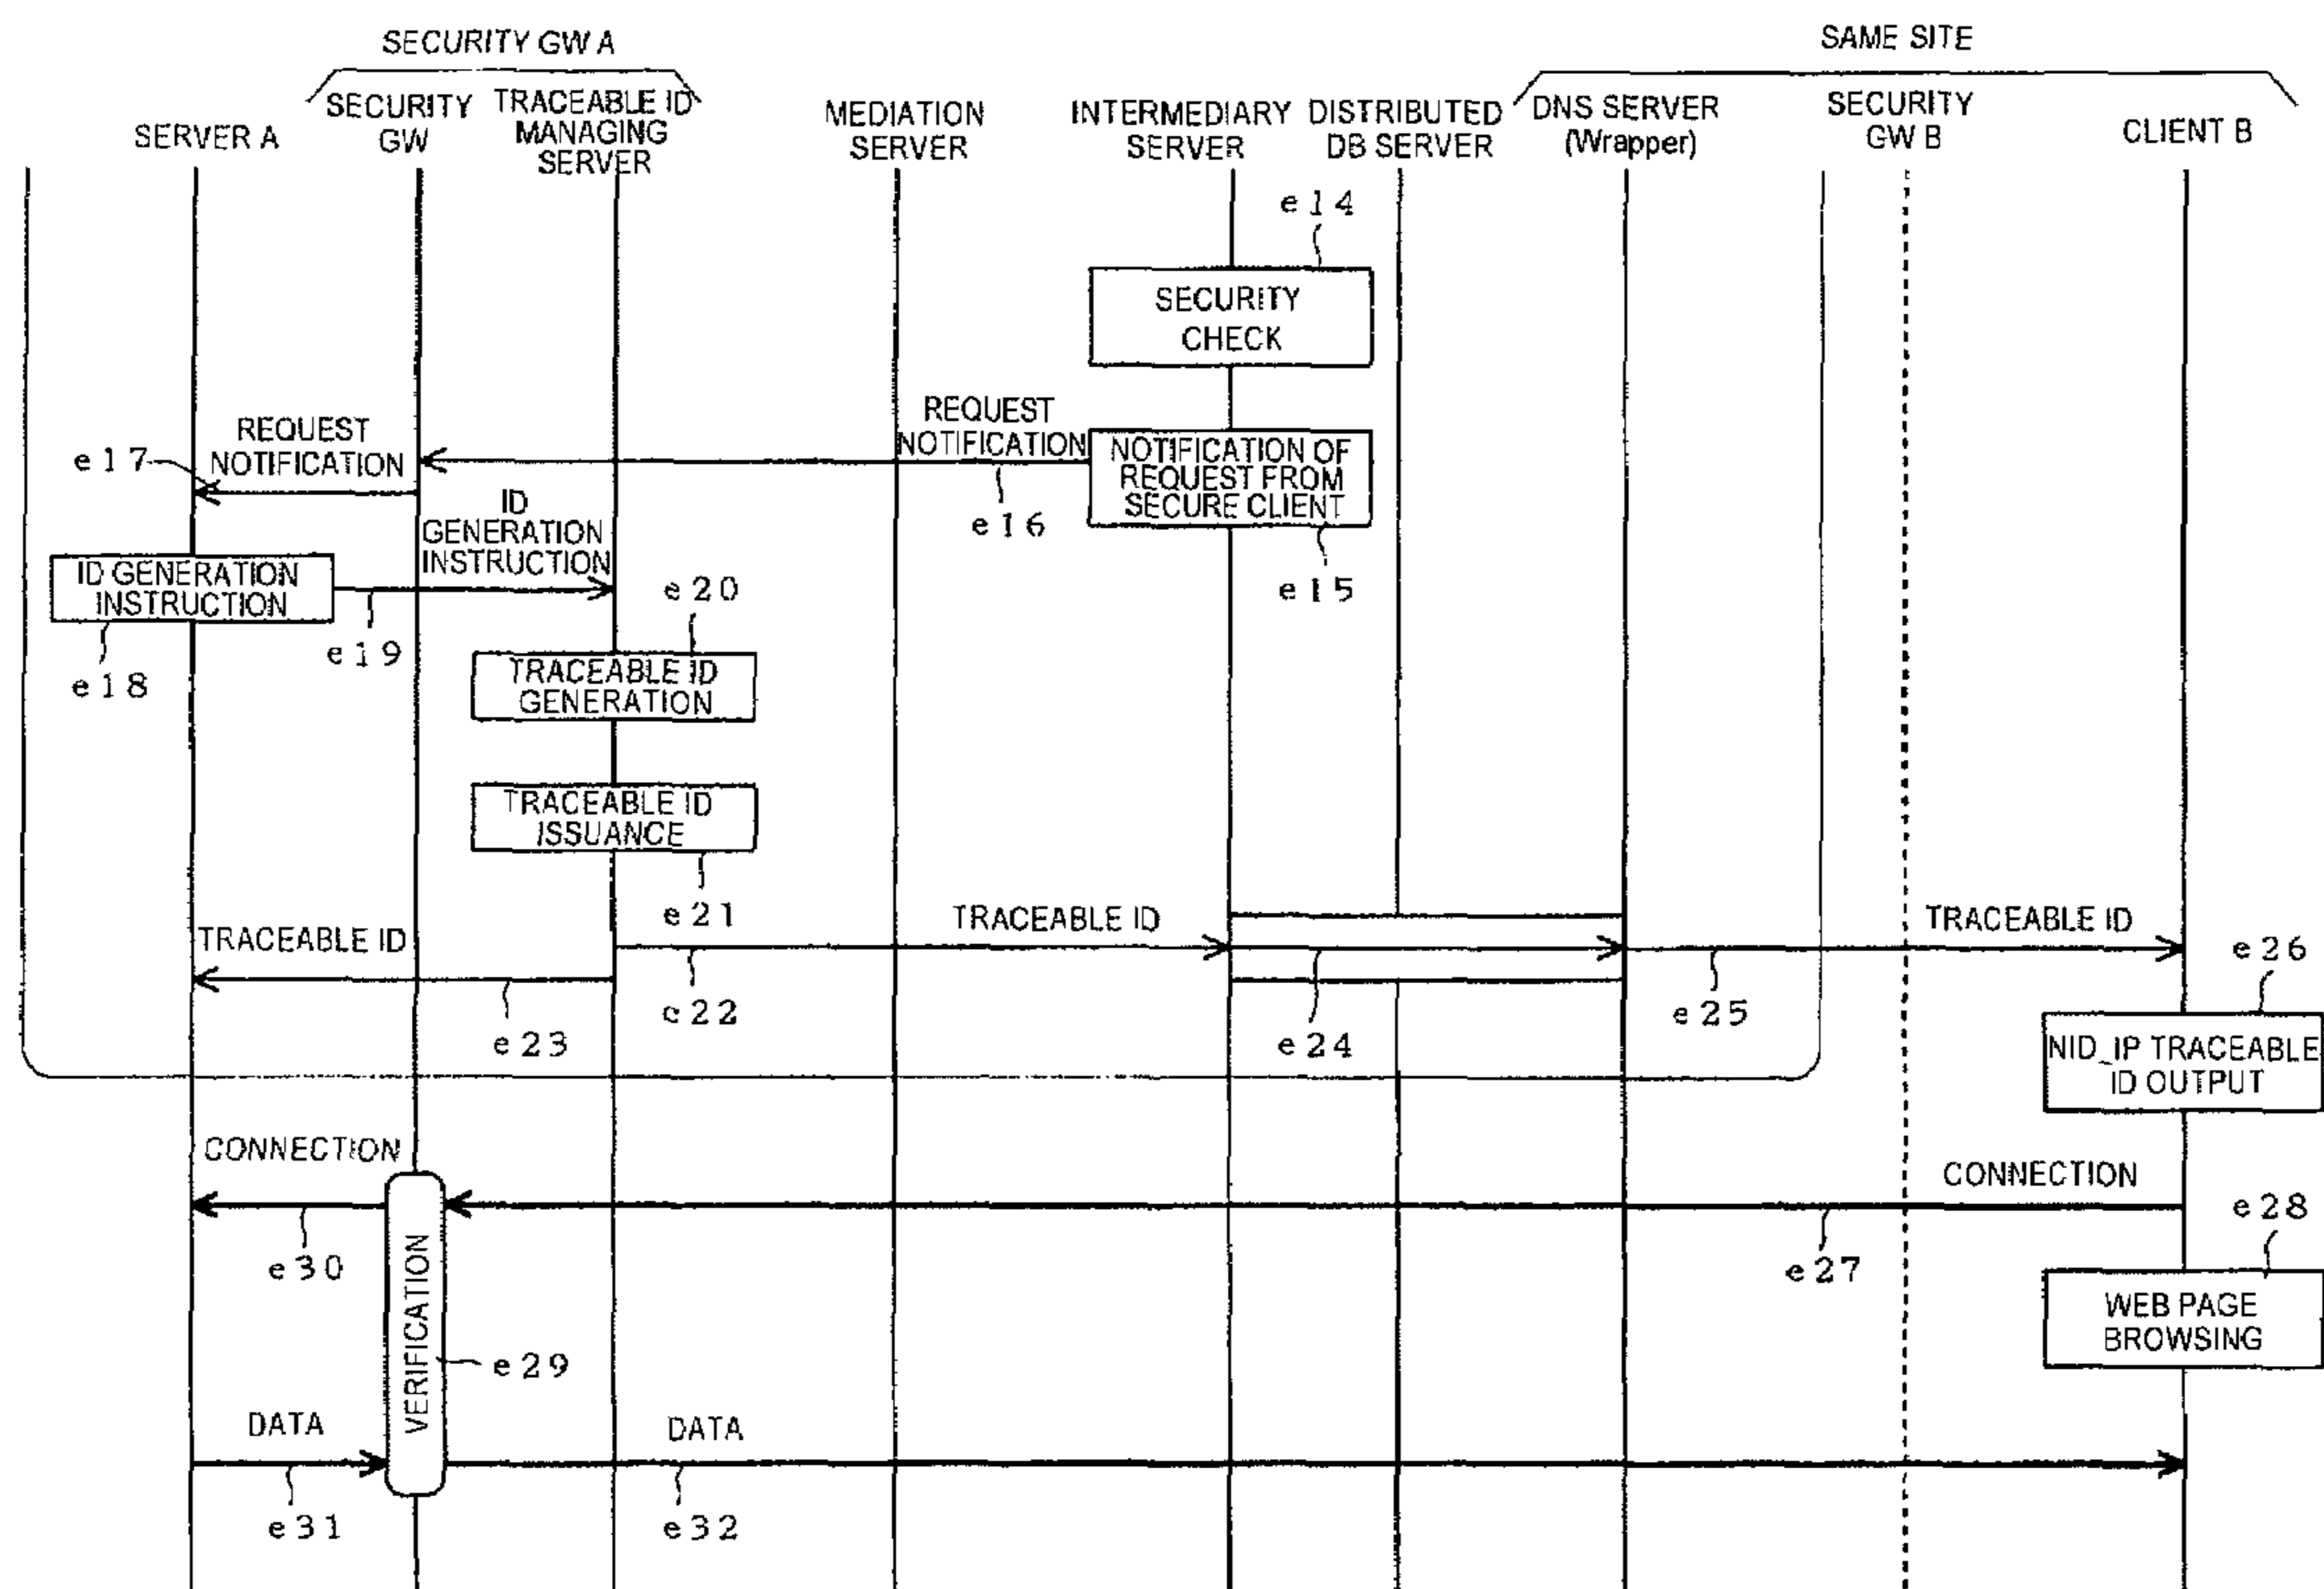 SECURITY GW A
SAME SITE
SERVER A
SECURITY
GW
TRACEABLE ID
MANAGING
SERVER
MEDIATION
SERVER
INTERMEDIARY
SERVER
DISTRIBUTED
DB SERVER
DNS SERVER
(Wrapper)
SECURITY
GW B
CLIENT B
e14
SECURITY
CHECK
REQUEST
NOTIFICATION
NOTIFICATION OF
REQUEST FROM
SECURE CLIENT
e16
e15
REQUEST
NOTIFICATION
e17
ID
GENERATION
INSTRUCTION
ID GENERATION
INSTRUCTION
e18
e19
e20
TRACEABLE ID
GENERATION
TRACEABLE ID
ISSUANCE
e21
TRACEABLE ID
TRACEABLE ID
TRACEABLE ID
e22
e23
e24
e25
e26
NID_IP TRACEABLE
ID OUTPUT
CONNECTION
CONNECTION
e30
e27
e28
VERIFICATION
e29
WEB PAGE
BROWSING
DATA
DATA
e31
e32